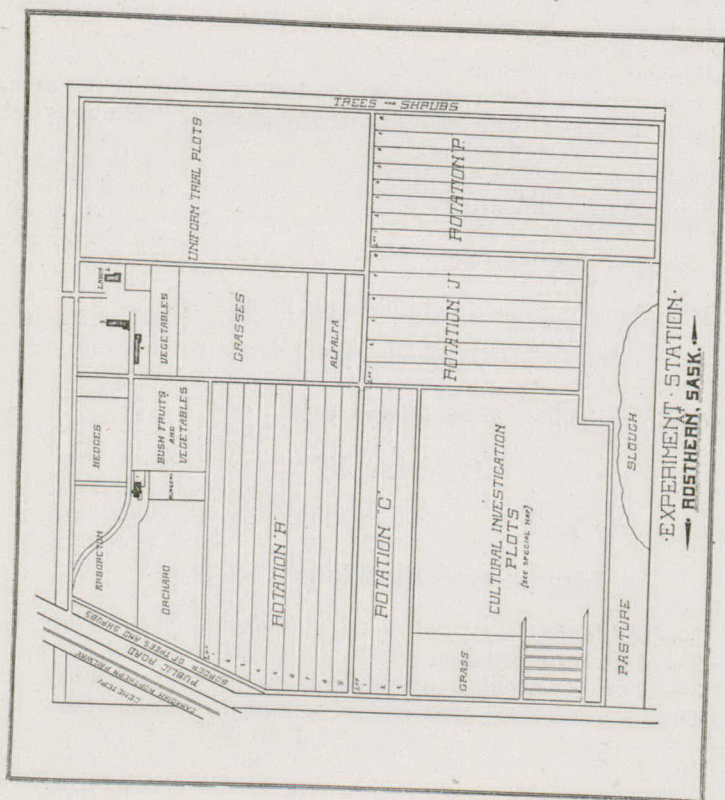 TREES AND SHRUBS
UNIFORM TRIAL PLOTS
ROTATION "P"
LAWN
VEGETABLES
GRASSES
ALFALFA
ROTATION "J"
HEDGES
BUSH FRUITS
AND
VEGETABLES
NURSERY
ARBORETUM
ORCHARD
ROTATION "A"
ROTATION "C"
CULTURAL INVESTIGATION
PLOTS
[SEE SPECIAL MAP]
GRASS
SLOUGH
PASTURE
BORDER OF TREES AND SHRUBS
PUBLIC ROAD
CANADIAN NORTHERN RAILWAY
CEMETERY
·EXPERIMENT·STATION·
AT
ROSTHERN, SASK.